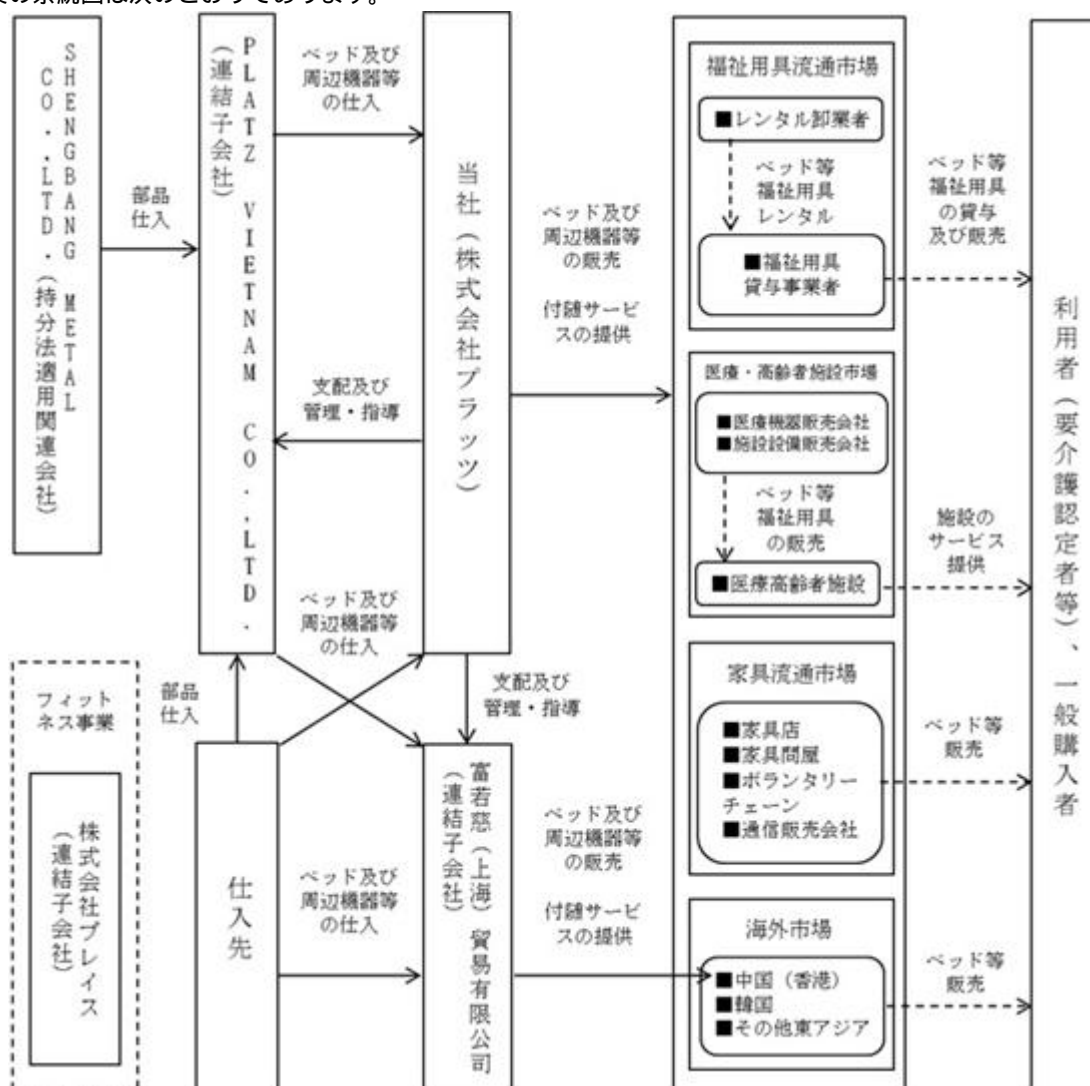 SHENGBANG METAL
CO.,LTD.(持分法適用関連会社)
部品
仕入
PLATZ VIETNAM CO.,LTD.
(連結子会社)
ベッド及び
周辺機器等
の仕入
支配及び
管理・指導
ベッド及び
周辺機器等
の仕入
当社(株式会社プラッツ)
ベッド及び
周辺機器等
の販売
付随サービ
スの提供
福祉用具流通市場
■レンタル卸業者
ベッド等
福祉用具
レンタル
■福祉用具
貸与事業者
ベッド等
福祉用具
の貸与
及び販売
医療・高齢者施設市場
■医療機器販売会社
■施設設備販売会社
ベッド等
福祉用具
の販売
■医療高齢者施設
施設の
サービス
提供
利用者(要介護認定者等)、一般購入者
フィット
ネス事業
株式会社プレイス
(連結子会社)
部品
仕入
仕入先
支配及び
管理・指導
ベッド及び
周辺機器等
の仕入
富若慈(上海)貿易有限公司
(連結子会社)
ベッド及び
周辺機器等
の販売
付随サービ
スの提供
家具流通市場
■家具店
■家具問屋
■ボランタリー
チェーン
■通信販売会社
ベッド等
販売
海外市場
■中国(香港)
■韓国
■その他東アジア
ベッド等
販売